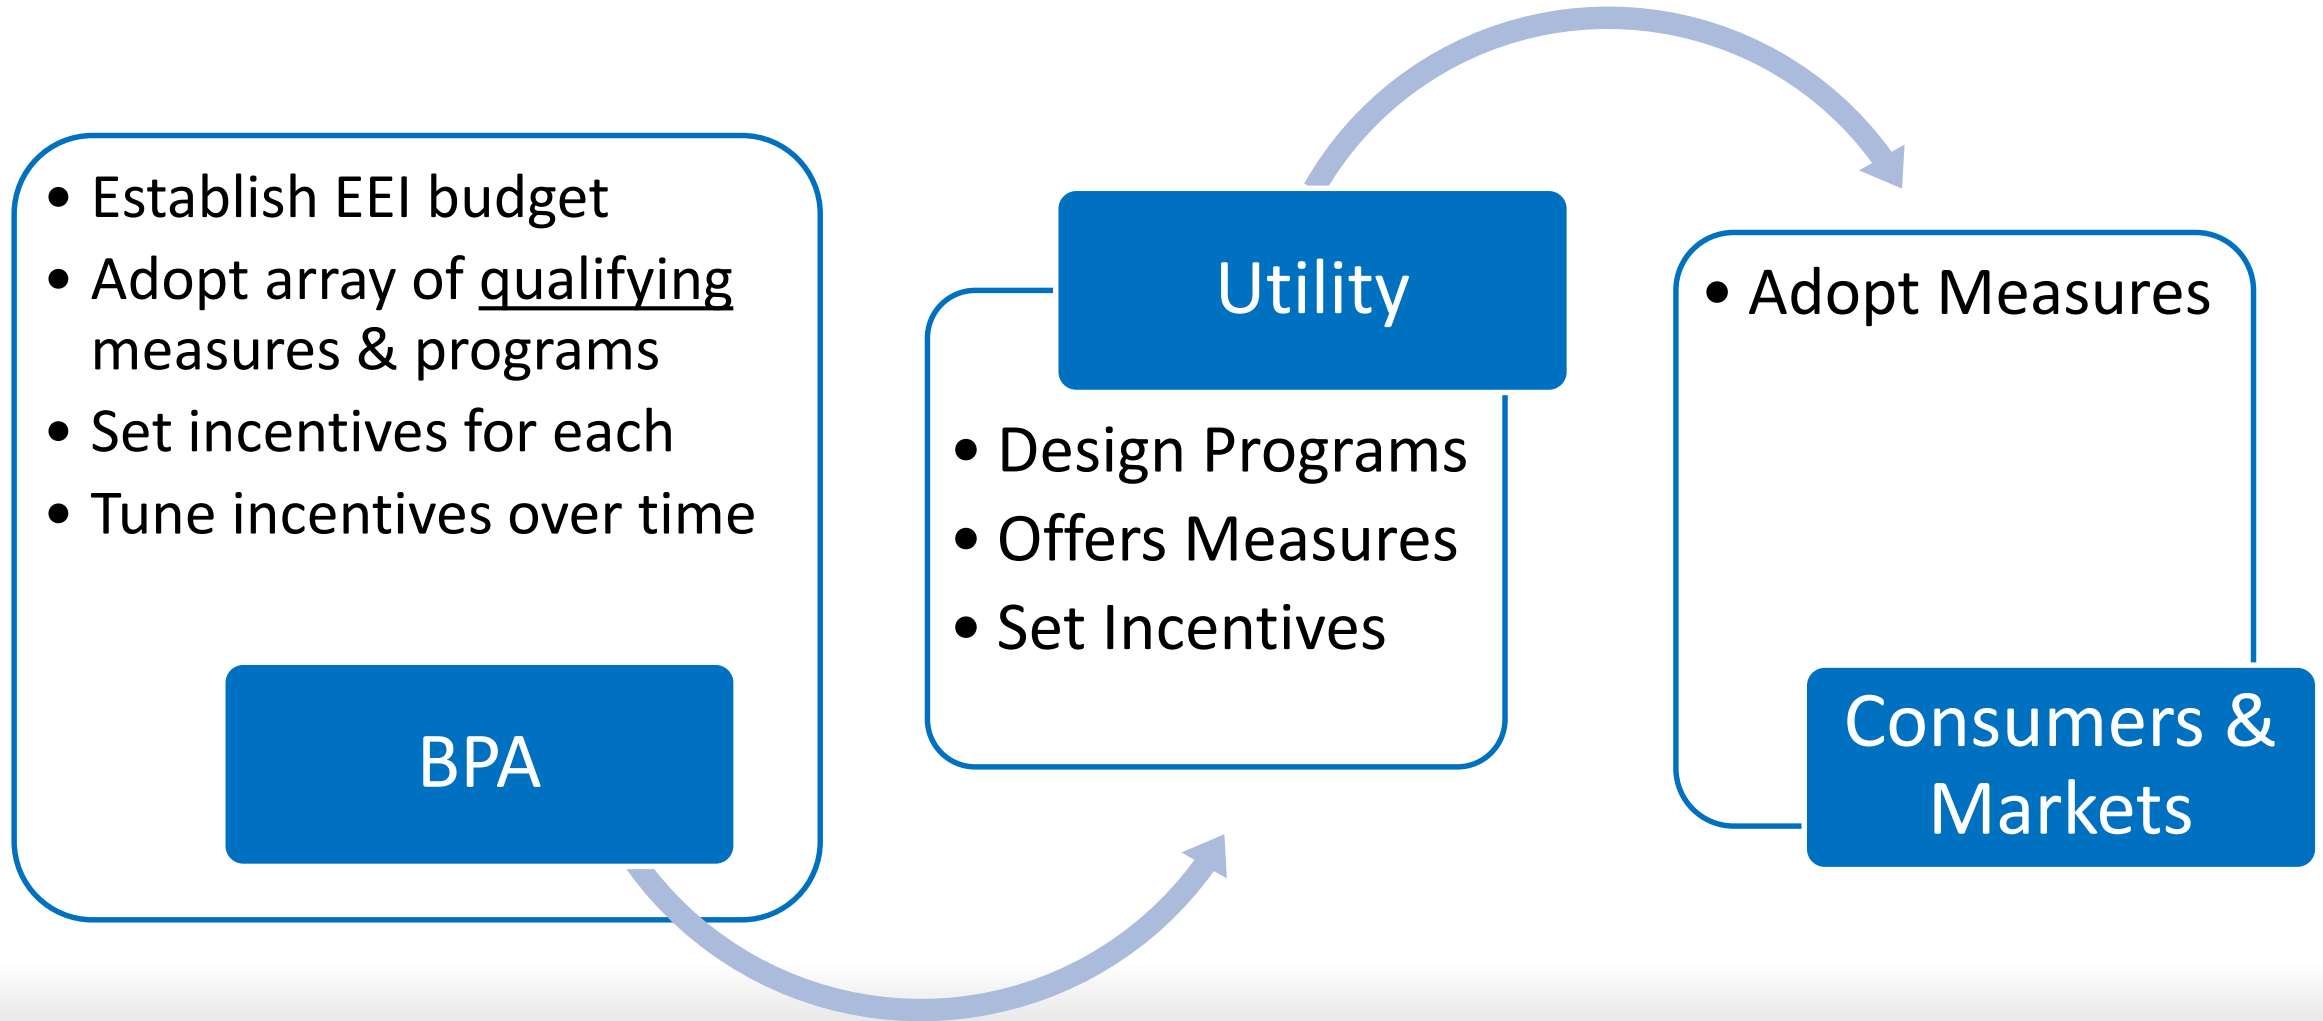 • Establish EEI budget
• Adopt array of qualifying
measures & programs
• Set incentives for each
• Tune incentives over time
BPA
Utility
• Design Programs
• Offers Measures
• Set Incentives
• Adopt Measures
Consumers &
Markets